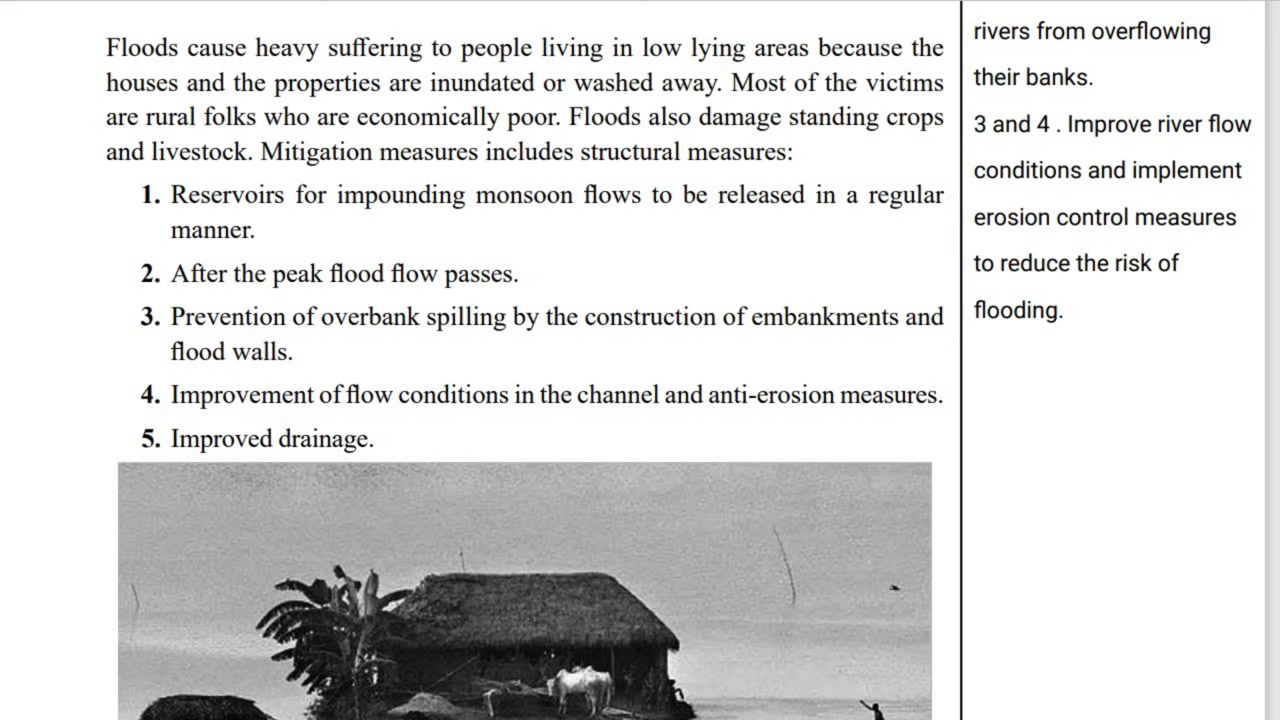 Floods cause heavy suffering to people living in low lying areas because the
houses and the properties are inundated or washed away. Most of the victims
are rural folks who are economically poor. Floods also damage standing crops
and livestock. Mitigation measures includes structural measures:
1. Reservoirs for impounding monsoon flows to be released in a regular
manner.
2. After the peak flood flow passes.
3. Prevention of overbank spilling by the construction of embankments and
flood walls.
4. Improvement of flow conditions in the channel and anti-erosion measures.
5. Improved drainage.
rivers from overflowing
their banks.
3 and 4 . Improve river flow
conditions and implement
erosion control measures
to reduce the risk of
flooding.